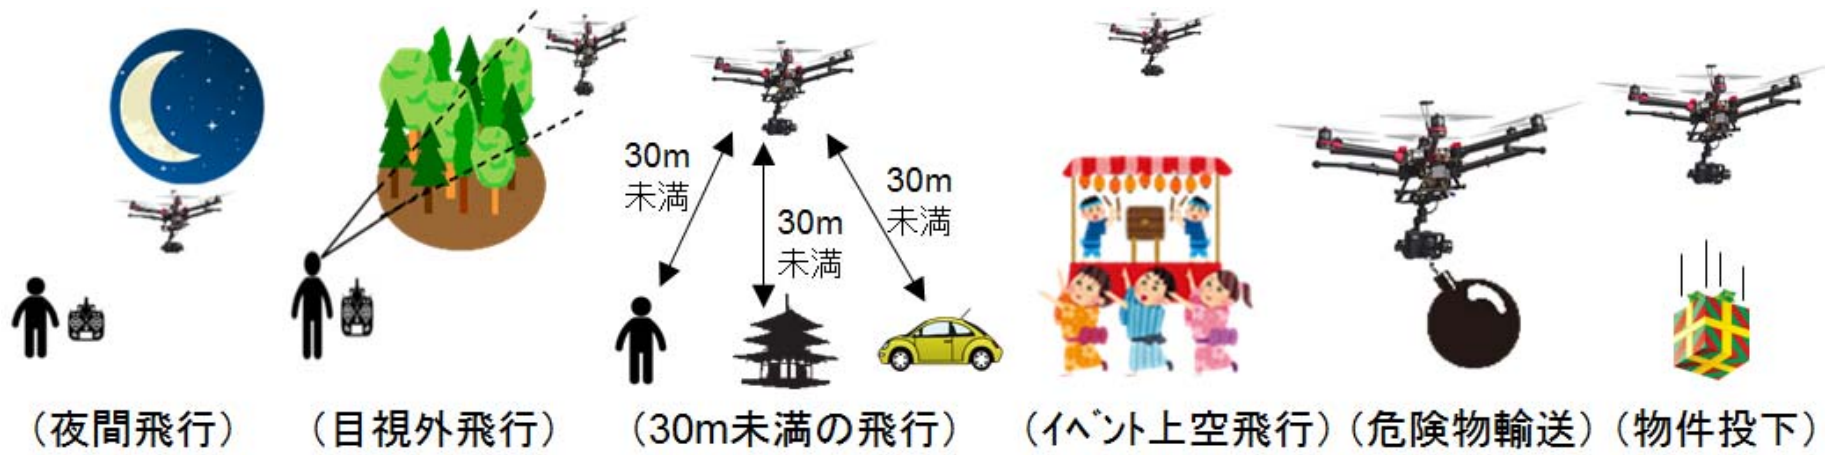 30m
未満
30m
未満
30m
未満
（夜間飛行）
（目視外飛行）
（30m未満の飛行）
（ｲﾍﾞﾝﾄ上空飛行）
（危険物輸送）
（物件投下）